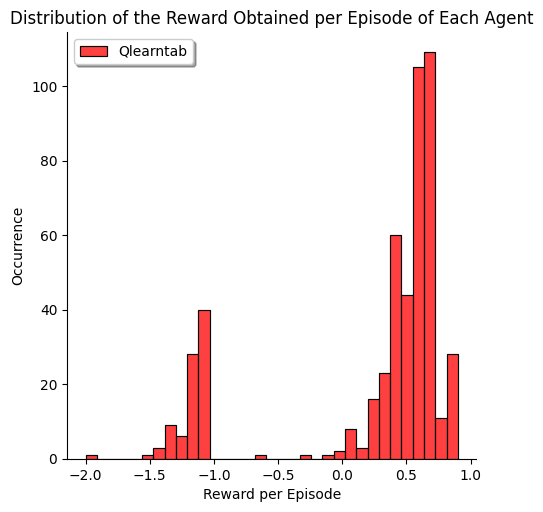 Distribution of the Reward Obtained per Episode of Each Agent
Qlearntab
100
80
60
40
20
0
Occurrence
−2.0 −1.5 −1.0 −0.5 0.0 0.5 1.0
Reward per Episode